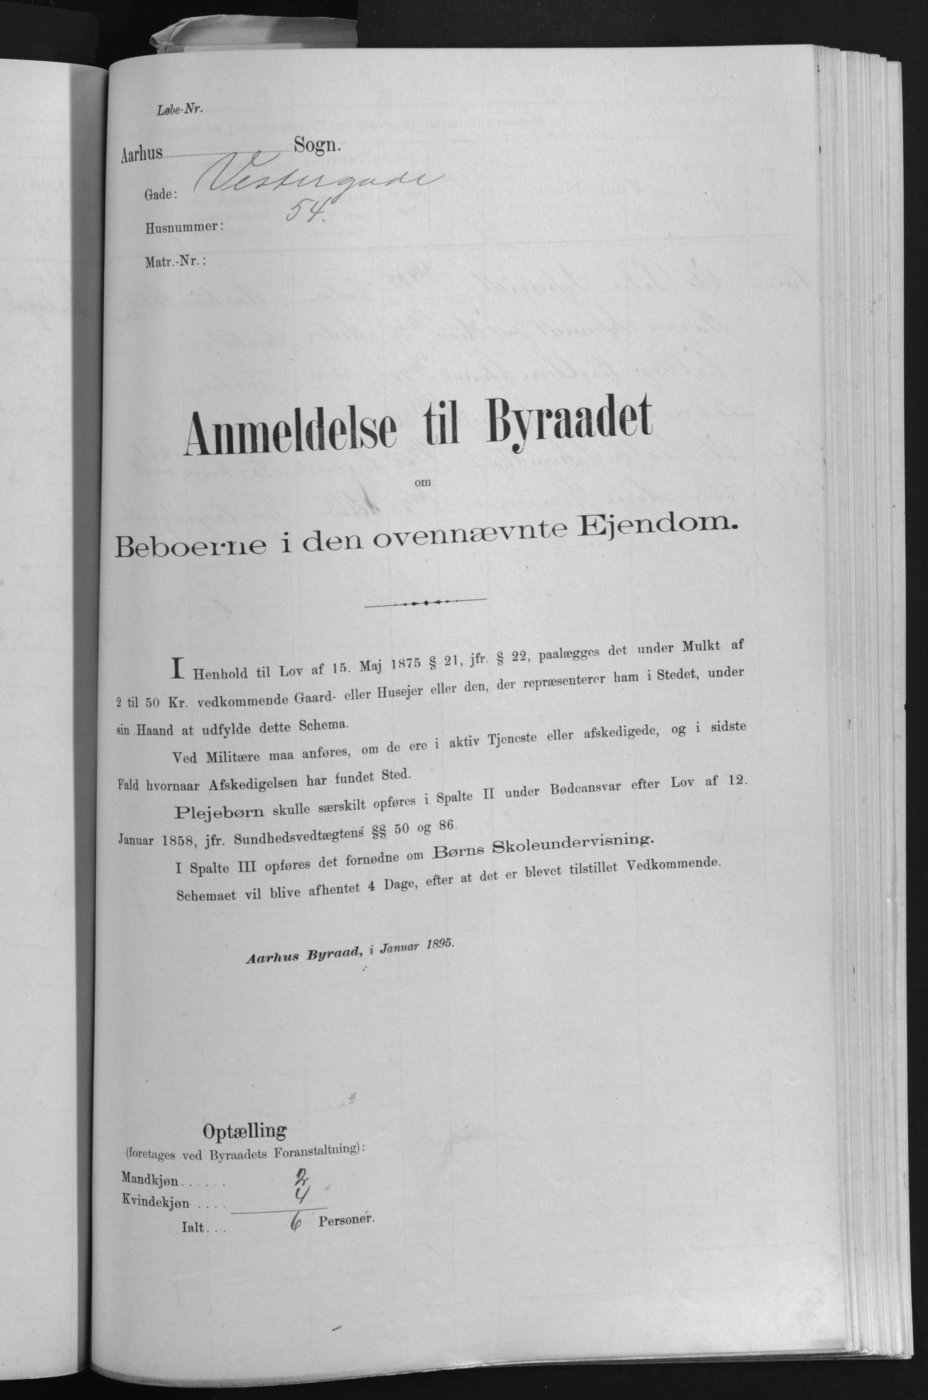 Løbe-Nr.
Aarhus Sogn.
Gade: Vestergade
Husnummer: 54.
Matr.-Nr.:
Anmeldelse til Byraadet
om
Beboerne i den ovennævnte Ejendom.
I Henhold til Lov af 15. Maj 1875 § 21, jfr. § 22, paalægges det under Mulkt af
2 til 50 Kr. vedkommende Gaard- eller Husejer eller den, der repræsenterer ham i Stedet, under
sin Haand at udfylde dette Schema.
Ved Militære maa anføres, om de ere i aktiv Tjeneste eller afskedigede, og i sidste
Fald hvornaar Afskedigelsen har fundet Sted.
Plejebørn skulle særskilt opføres i Spalte II under Bødeansvar efter Lov af 12.
Januar 1858, jfr. Sundhedsvedtægtens §§ 50 og 86.
I Spalte III opføres det fornødne om Børns Skoleundervisning.
Schemaet vil blive afhentet 4 Dage, efter at det er blevet tilstillet Vedkommende.
Aarhus Byraad, i Januar 1895.
Optælling
(foretages ved Byraadets Foranstaltning):
Mandkjøn...... 2
Kvindekjøn .... 4
Ialt... 6 Personer.